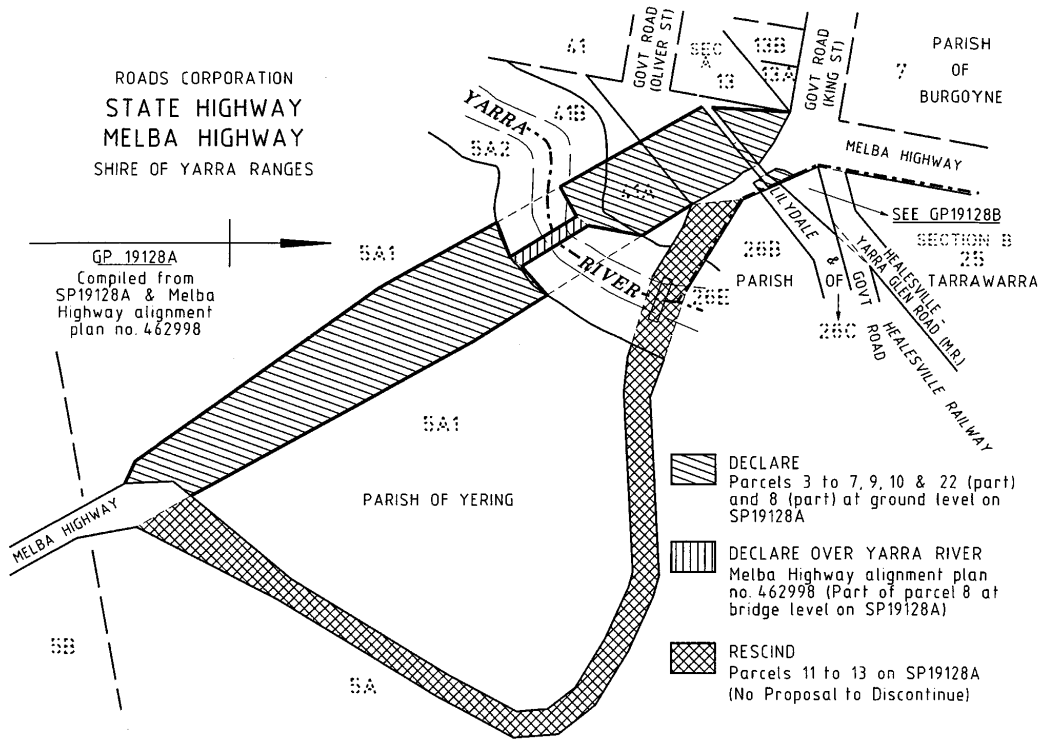 ROADS CORPORATION
STATE HIGHWAY
MELBA HIGHWAY
SHIRE OF YARRA RANGES
GP 19128A
Compiled from
SP19128A & Melba
Highway alignment
plan no. 462998
41
GOVT ROAD
(OLIVER ST)
SEC
A
13
13B
13A
GOVT ROAD
(KING ST)
7
PARISH
OF
BURGOYNE
YARRA
41B
5A2
MELBA HIGHWAY
SEE GP19128B
SECTION B
25
TARRAWARRA
5A1
RIVER
26B
26E
PARISH
OF
LILYDALE & HEALESVILLE RAILWAY
GOVT ROAD
26C
HEALESVILLE -
YARRA GLEN ROAD (M.R.)
5A1
PARISH OF YERING
MELBA HIGHWAY
5B
5A
DECLARE
Parcels 3 to 7, 9, 10 & 22 (part)
and 8 (part) at ground level on
SP19128A
DECLARE OVER YARRA RIVER
Melba Highway alignment plan
no. 462998 (Part of parcel 8 at
bridge level on SP19128A)
RESCIND
Parcels 11 to 13 on SP19128A
(No Proposal to Discontinue)